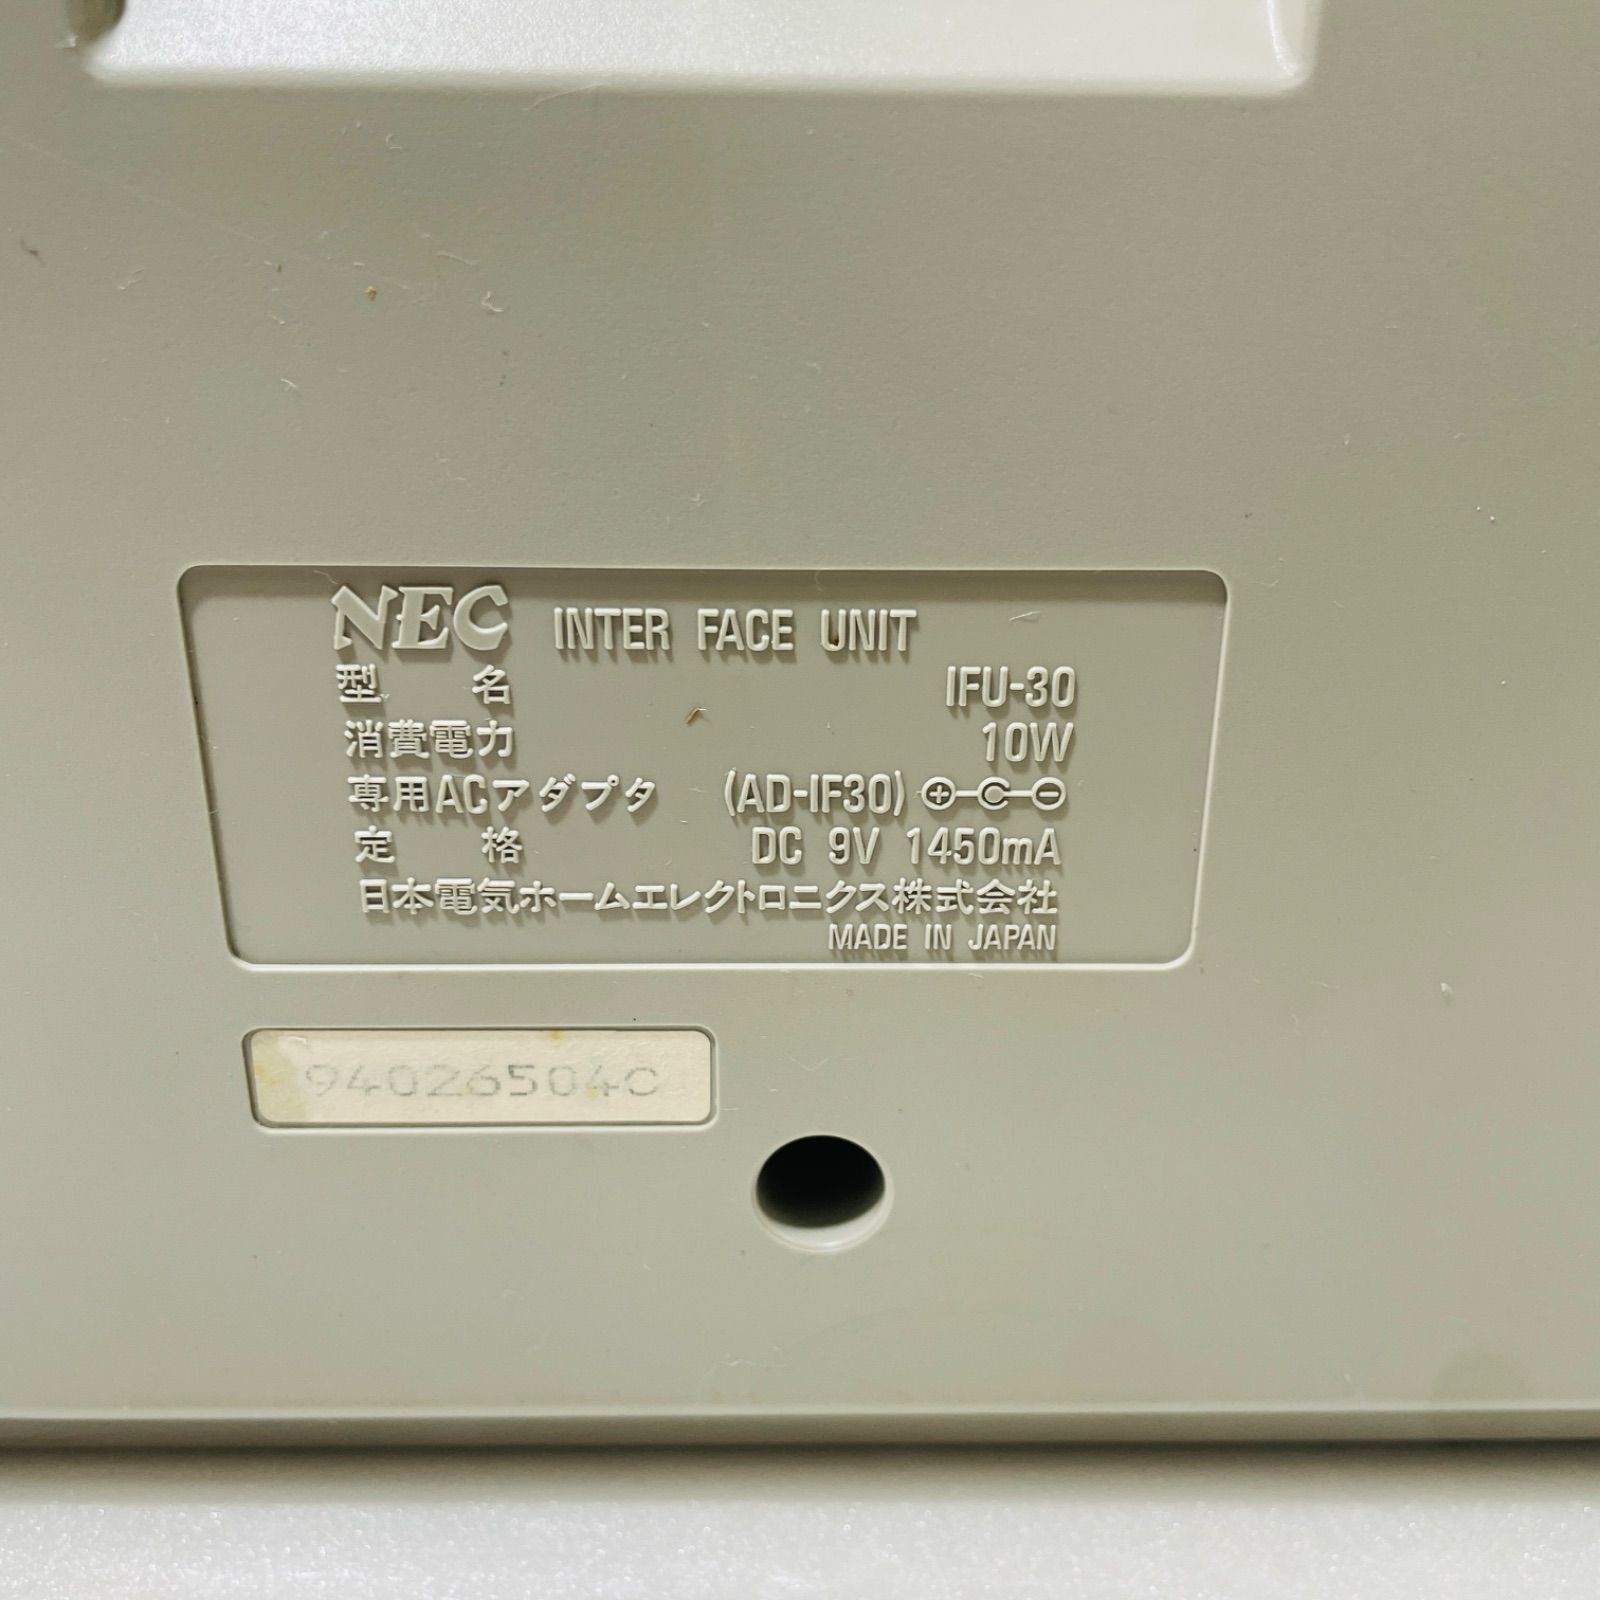 NEC INTER FACE UNIT
型名 IFU-30
消費電力 10W
専用ACアダプタ (AD-IF30)
定格 DC 9V 1450mA
日本電気ホームエレクトロニクス株式会社
MADE IN JAPAN
94026504C